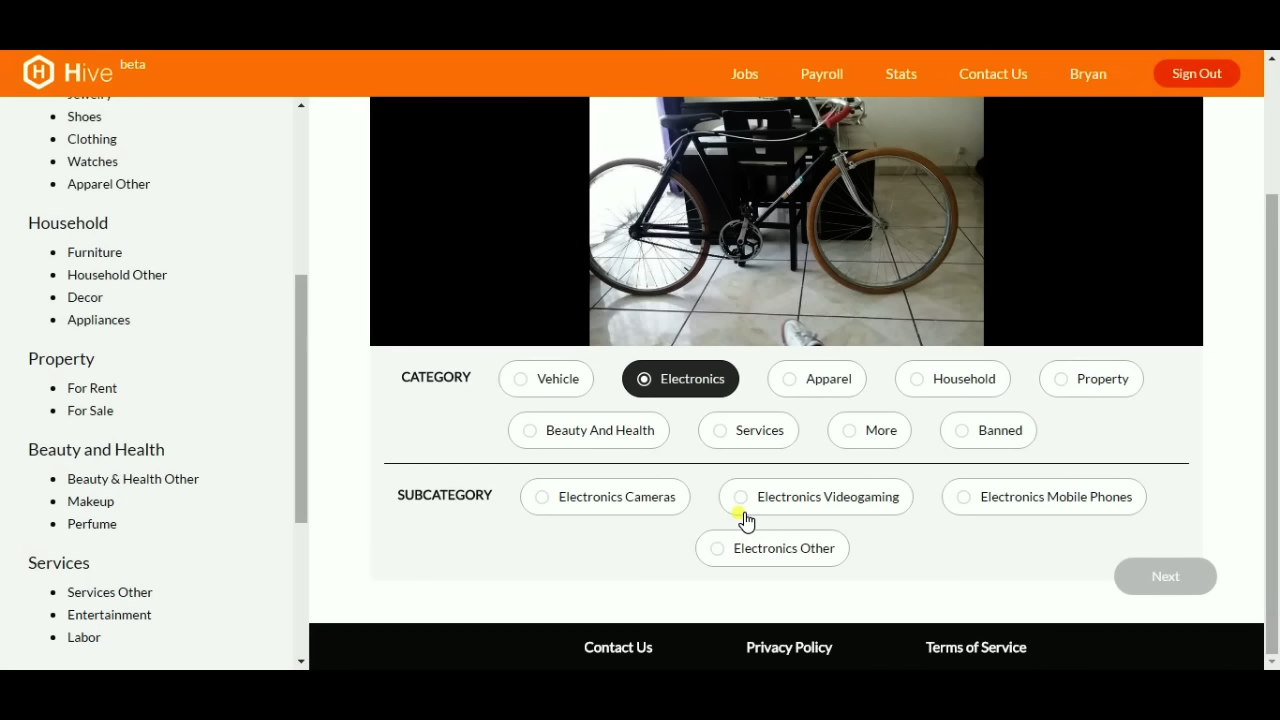 Hive beta
Jobs Payroll Stats Contact Us Bryan Sign Out
Jewelry
Shoes
Clothing
Watches
Apparel Other
Household
Furniture
Household Other
Decor
Appliances
Property
For Rent
For Sale
Beauty and Health
Beauty & Health Other
Makeup
Perfume
Services
Services Other
Entertainment
Labor
CATEGORY Vehicle Electronics Apparel Household Property
Beauty And Health Services More Banned
SUBCATEGORY Electronics Cameras Electronics Videogaming Electronics Mobile Phones
Electronics Other
Next
Contact Us Privacy Policy Terms of Service